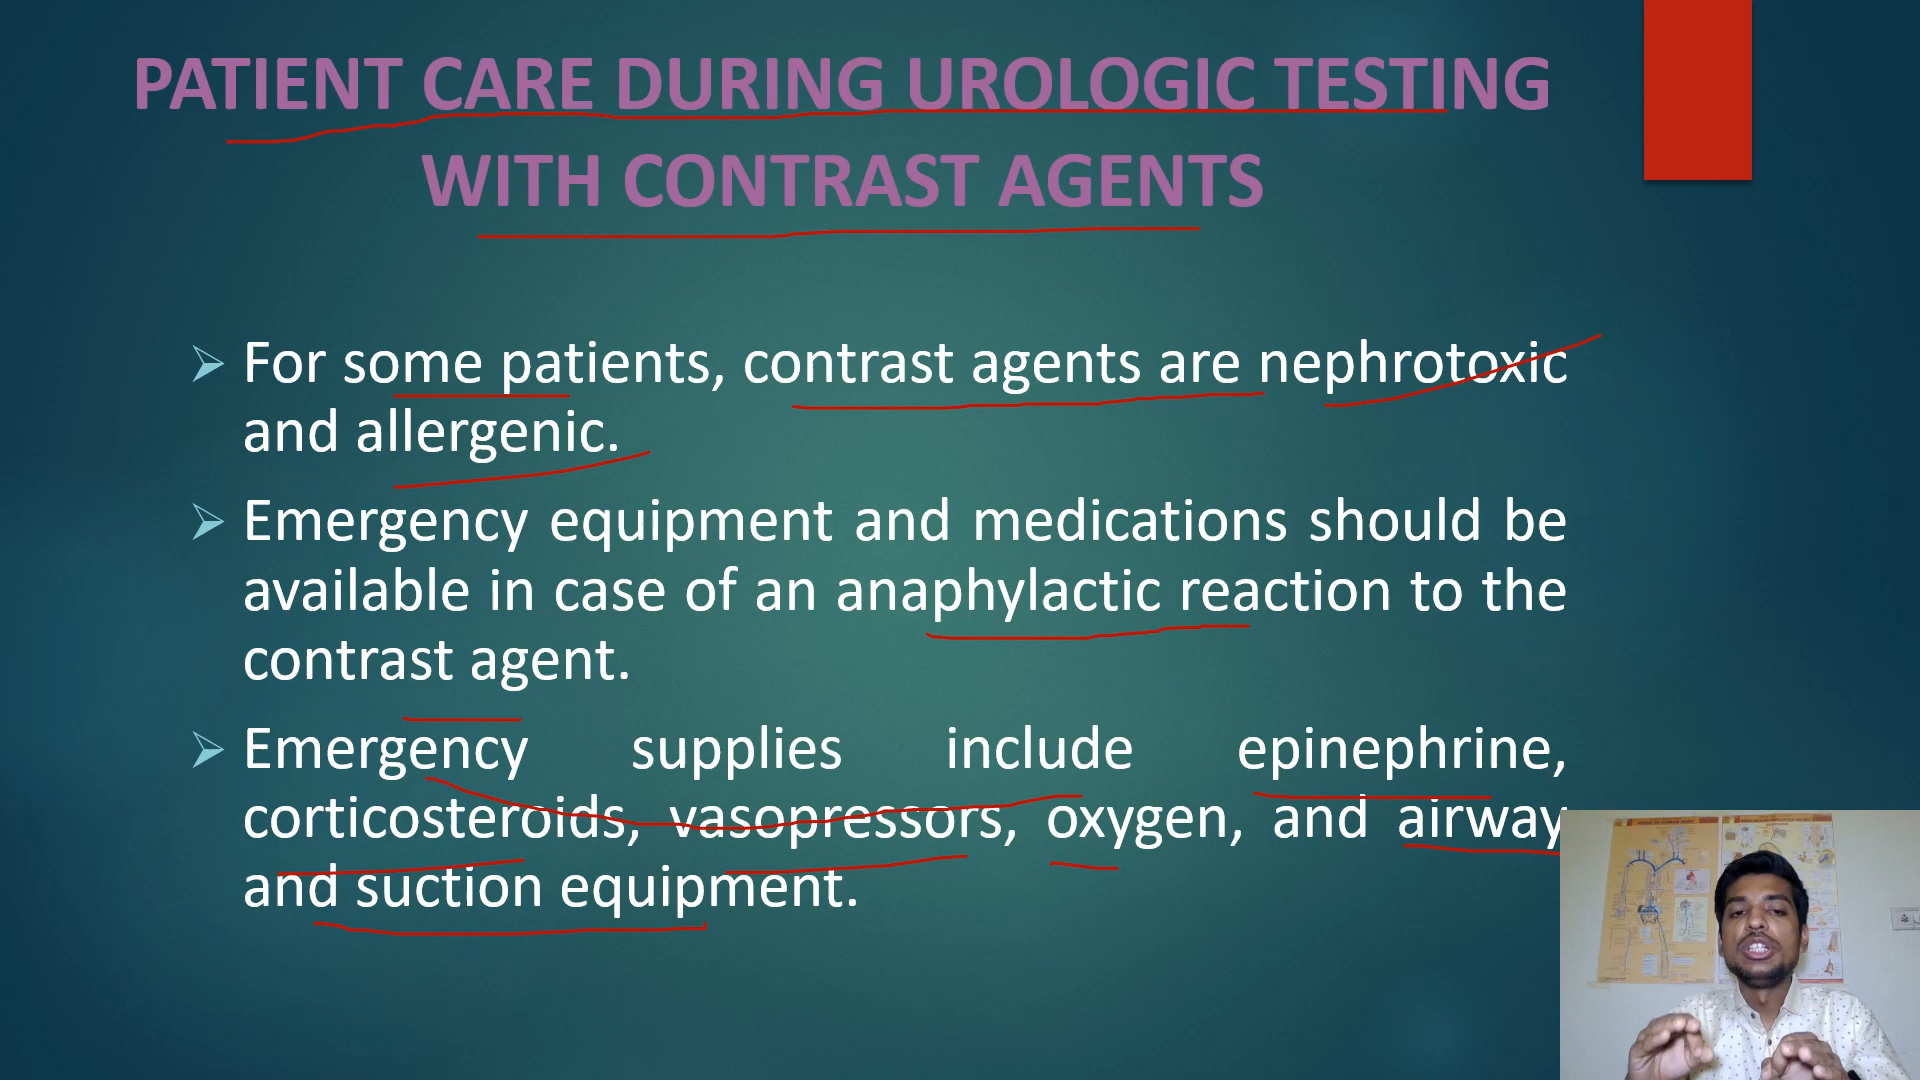 PATIENT CARE DURING UROLOGIC TESTING
WITH CONTRAST AGENTS
For some patients, contrast agents are nephrotoxic
and allergenic.
Emergency equipment and medications should be
available in case of an anaphylactic reaction to the
contrast agent.
Emergency supplies include epinephrine,
corticosteroids, vasopressors, oxygen, and airway
and suction equipment.